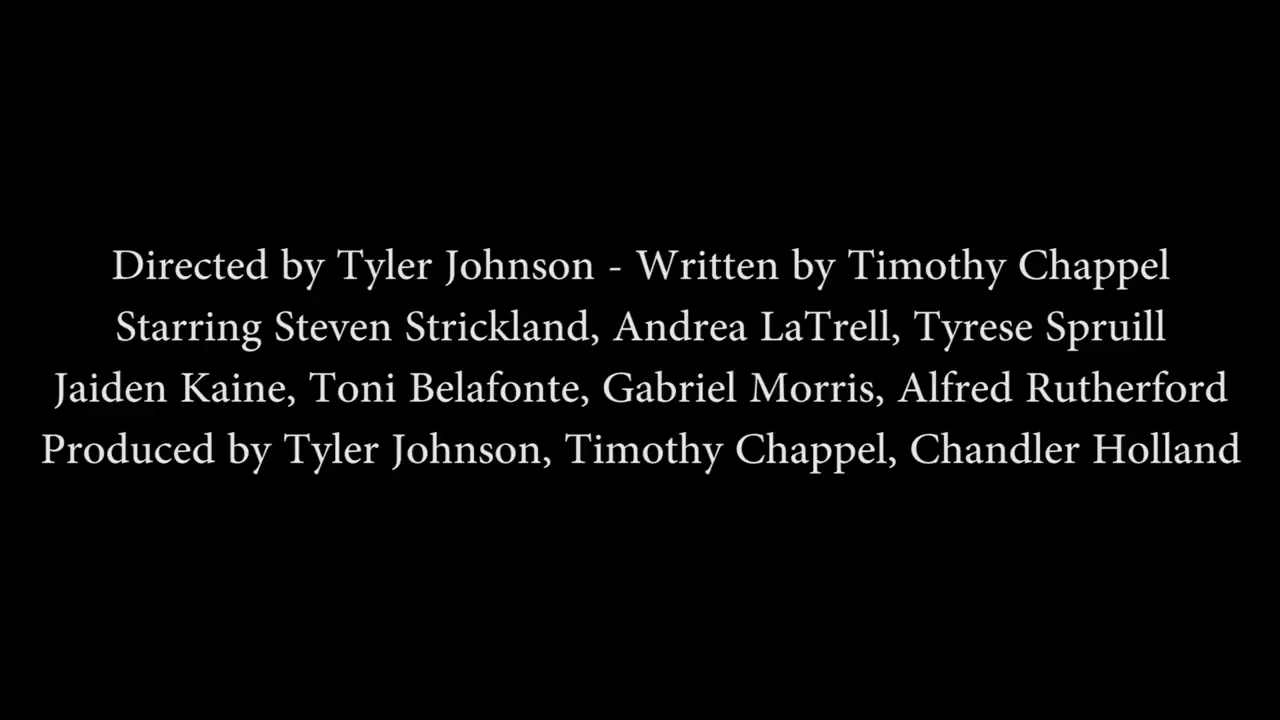 Directed by Tyler Johnson - Written by Timothy Chappel
Starring Steven Strickland, Andrea LaTrell, Tyrese Spruill
Jaiden Kaine, Toni Belafonte, Gabriel Morris, Alfred Rutherford
Produced by Tyler Johnson, Timothy Chappel, Chandler Holland